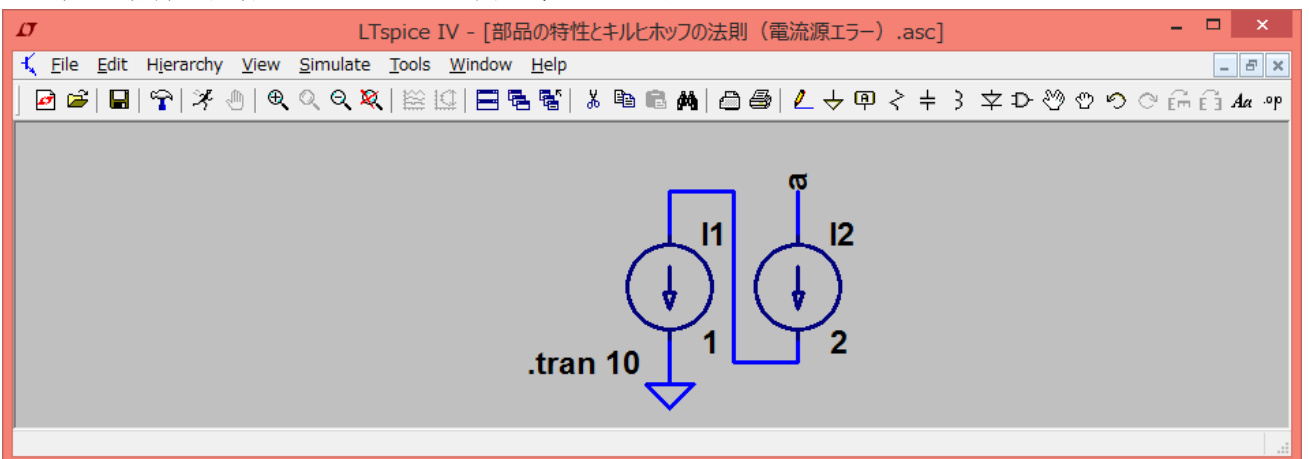 LTspice IV - [部品の特性とキルヒホッフの法則（電流源エラー）.asc]
File Edit Hierarchy View Simulate Tools Window Help
Aa .op
a
I1
I2
1
2
.tran 10